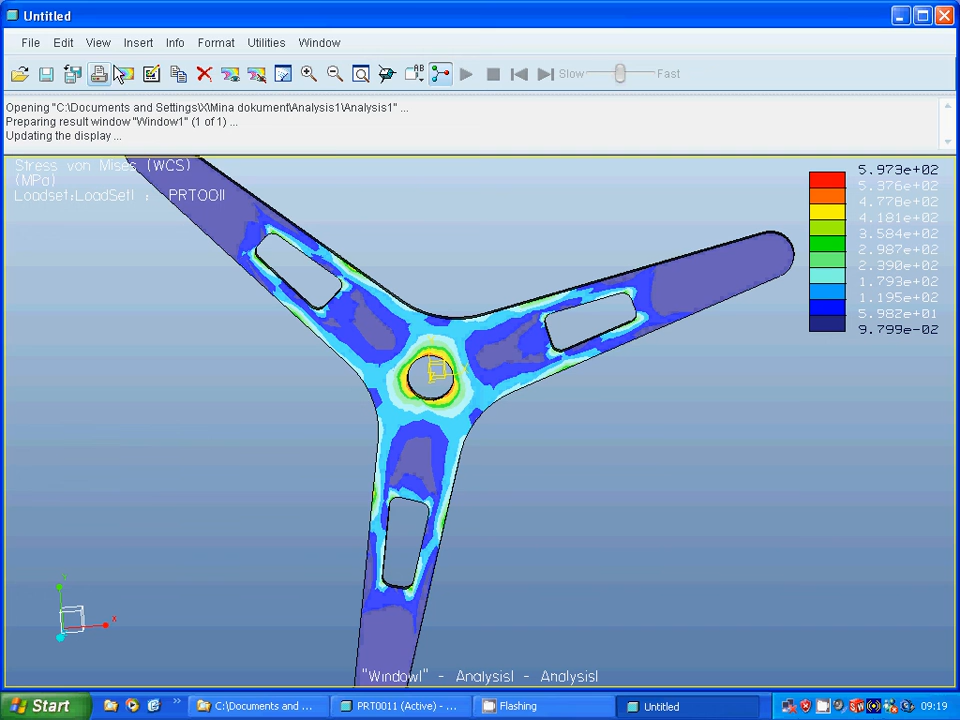 Untitled
File Edit View Insert Info Format Utilities Window
AB
Slow Fast
Opening "C:\Documents and Settings\X\Mina dokument\Analysis1\Analysis1" ...
Preparing result window "Window1" (1 of 1) ...
Updating the display ...
Stress von Mises (WCS)
(MPa)
Loadset:LoadSet1 : PRT0011
5.973e+02
5.376e+02
4.778e+02
4.181e+02
3.584e+02
2.987e+02
2.390e+02
1.793e+02
1.195e+02
5.982e+01
9.799e-02
Y
X
"Window1" - Analysis1 - Analysis1
Start
C:\Documents and ...
PRT0011 (Active) - ...
Flashing
Untitled
09:19